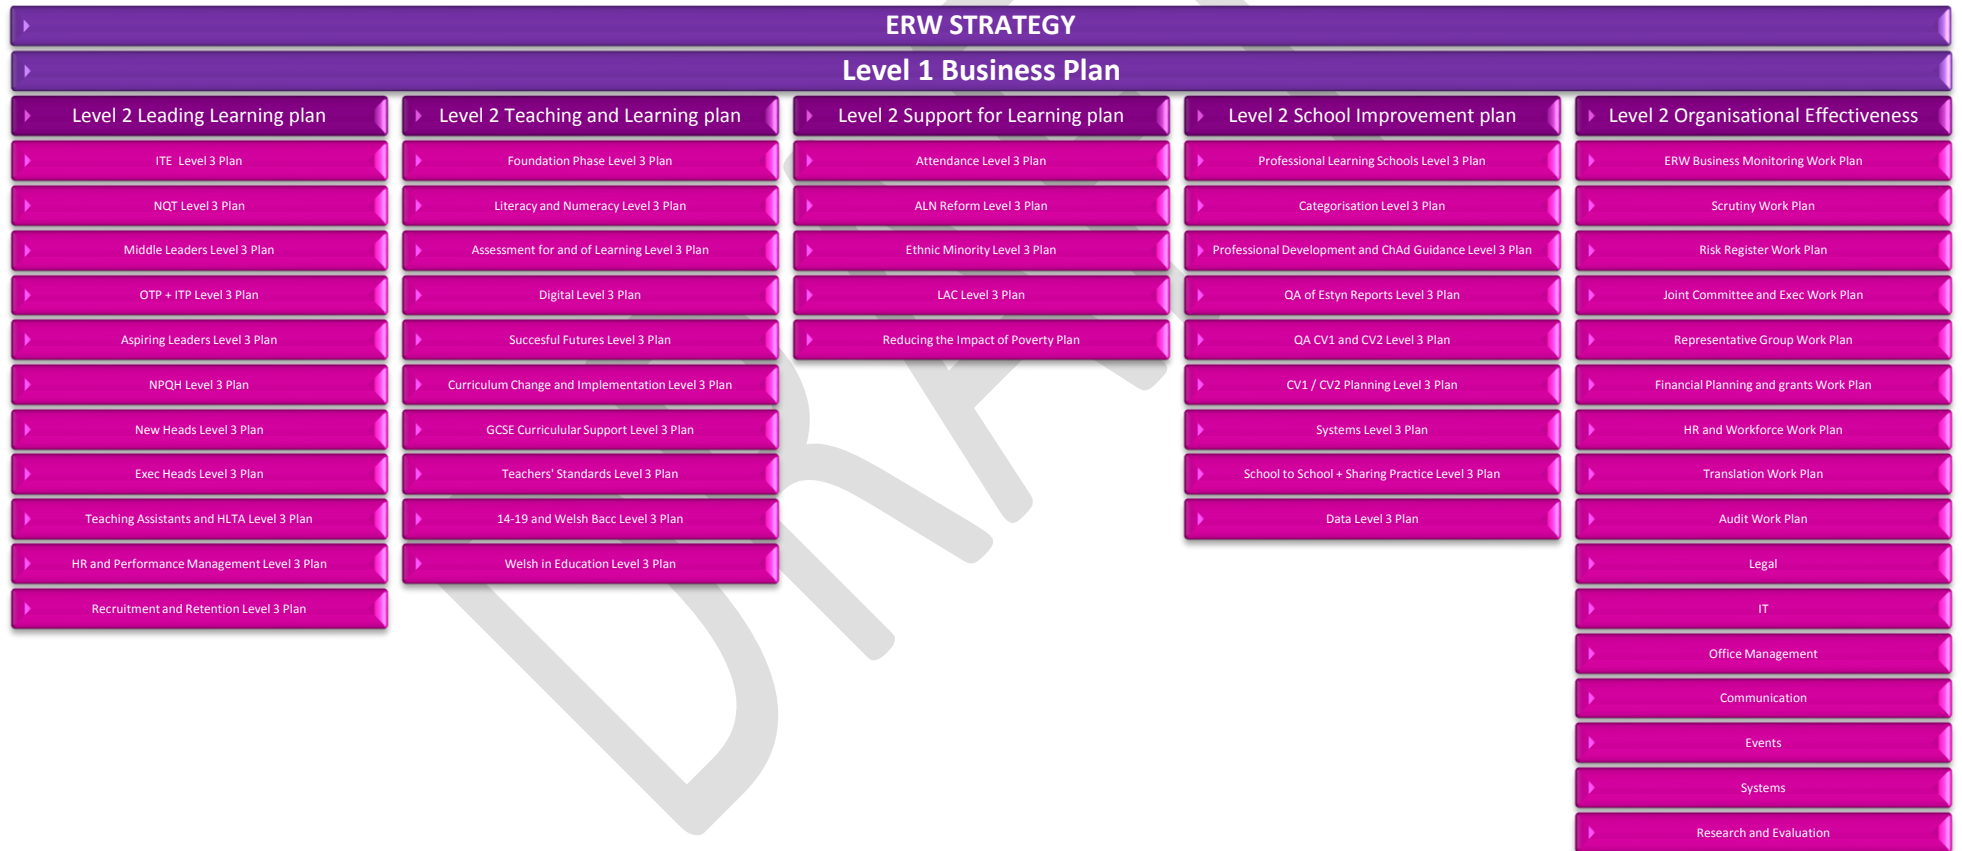 ERW STRATEGY
Level 1 Business Plan
Level 2 Leading Learning plan
ITE Level 3 Plan
NQT Level 3 Plan
Middle Leaders Level 3 Plan
OTP + ITP Level 3 Plan
Aspiring Leaders Level 3 Plan
NPQH Level 3 Plan
New Heads Level 3 Plan
Exec Heads Level 3 Plan
Teaching Assistants and HLTA Level 3 Plan
HR and Performance Management Level 3 Plan
Recruitment and Retention Level 3 Plan
Level 2 Teaching and Learning plan
Foundation Phase Level 3 Plan
Literacy and Numeracy Level 3 Plan
Assessment for and of Learning Level 3 Plan
Digital Level 3 Plan
Succesful Futures Level 3 Plan
Curriculum Change and Implementation Level 3 Plan
GCSE Curriculular Support Level 3 Plan
Teachers' Standards Level 3 Plan
14-19 and Welsh Bacc Level 3 Plan
Welsh in Education Level 3 Plan
Level 2 Support for Learning plan
Attendance Level 3 Plan
ALN Reform Level 3 Plan
Ethnic Minority Level 3 Plan
LAC Level 3 Plan
Reducing the Impact of Poverty Plan
Level 2 School Improvement plan
Professional Learning Schools Level 3 Plan
Categorisation Level 3 Plan
Professional Development and ChAd Guidance Level 3 Plan
QA of Estyn Reports Level 3 Plan
QA CV1 and CV2 Level 3 Plan
CV1 / CV2 Planning Level 3 Plan
Systems Level 3 Plan
School to School + Sharing Practice Level 3 Plan
Data Level 3 Plan
Level 2 Organisational Effectiveness
ERW Business Monitoring Work Plan
Scrutiny Work Plan
Risk Register Work Plan
Joint Committee and Exec Work Plan
Representative Group Work Plan
Financial Planning and grants Work Plan
HR and Workforce Work Plan
Translation Work Plan
Audit Work Plan
Legal
IT
Office Management
Communication
Events
Systems
Research and Evaluation